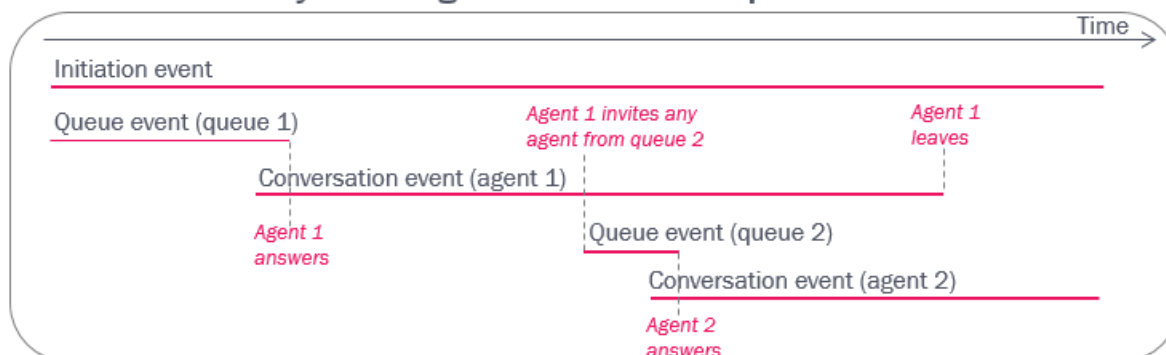 Time
Initiation event
Queue event (queue 1)
Agent 1 invites any
agent from queue 2
Agent 1
leaves
Conversation event (agent 1)
Agent 1
answers
Queue event (queue 2)
Conversation event (agent 2)
Agent 2
answers